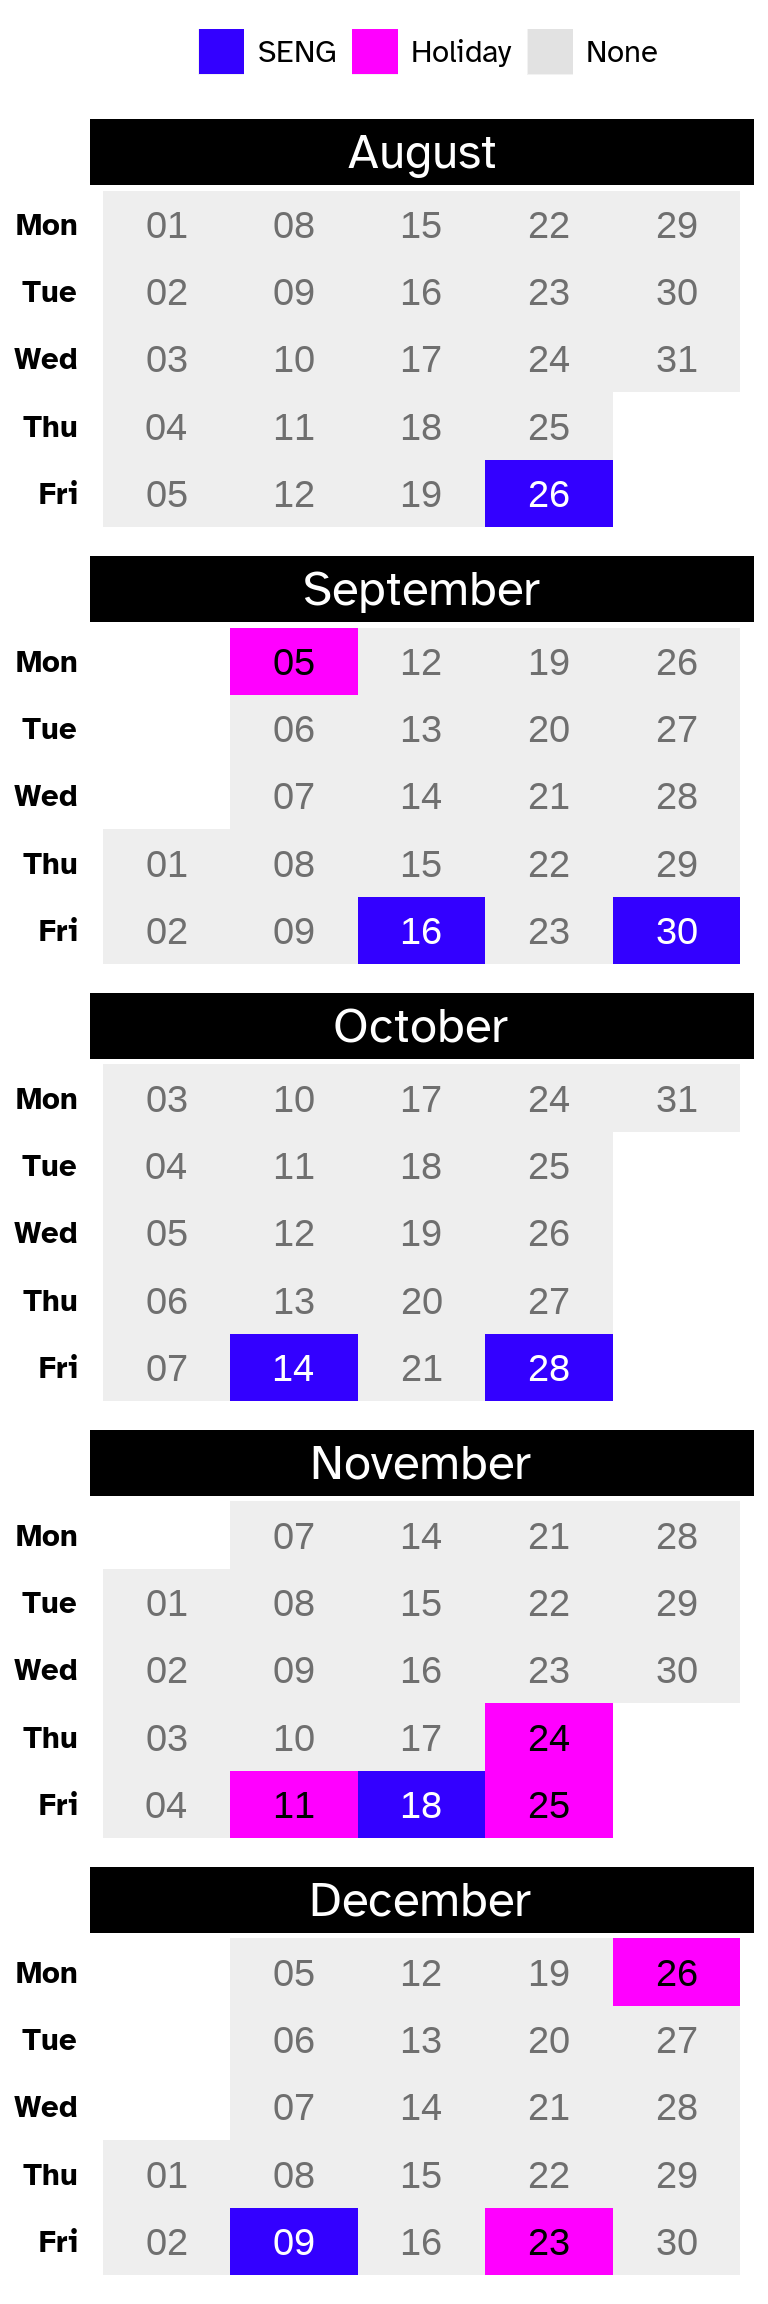 SENG Holiday None
August
Mon 01 08 15 22 29
Tue 02 09 16 23 30
Wed 03 10 17 24 31
Thu 04 11 18 25
Fri 05 12 19 26
September
Mon 05 12 19 26
Tue 06 13 20 27
Wed 07 14 21 28
Thu 01 08 15 22 29
Fri 02 09 16 23 30
October
Mon 03 10 17 24 31
Tue 04 11 18 25
Wed 05 12 19 26
Thu 06 13 20 27
Fri 07 14 21 28
November
Mon 07 14 21 28
Tue 01 08 15 22 29
Wed 02 09 16 23 30
Thu 03 10 17 24
Fri 04 11 18 25
December
Mon 05 12 19 26
Tue 06 13 20 27
Wed 07 14 21 28
Thu 01 08 15 22 29
Fri 02 09 16 23 30